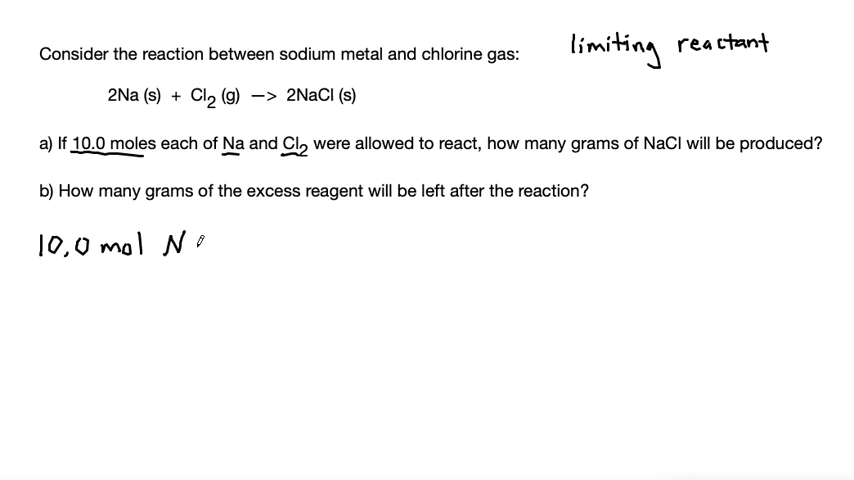 limiting reactant
Consider the reaction between sodium metal and chlorine gas:
2Na (s) + Cl₂ (g) —> 2NaCl (s)
a) If 10.0 moles each of Na and Cl₂ were allowed to react, how many grams of NaCl will be produced?
b) How many grams of the excess reagent will be left after the reaction?
10.0 mol N